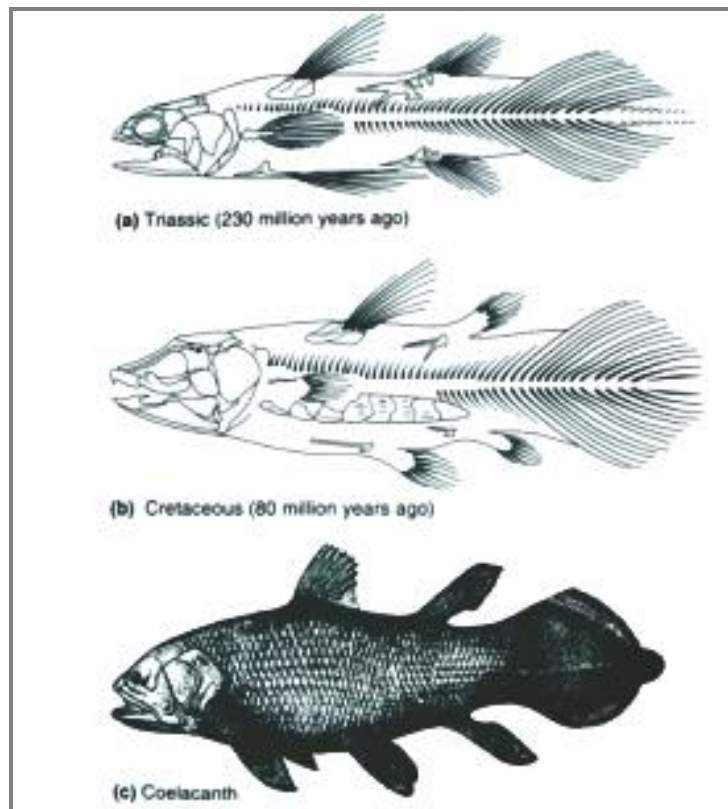 (a) Triassic (230 million years ago)
(b) Cretaceous (80 million years ago)
(c) Coelacanth